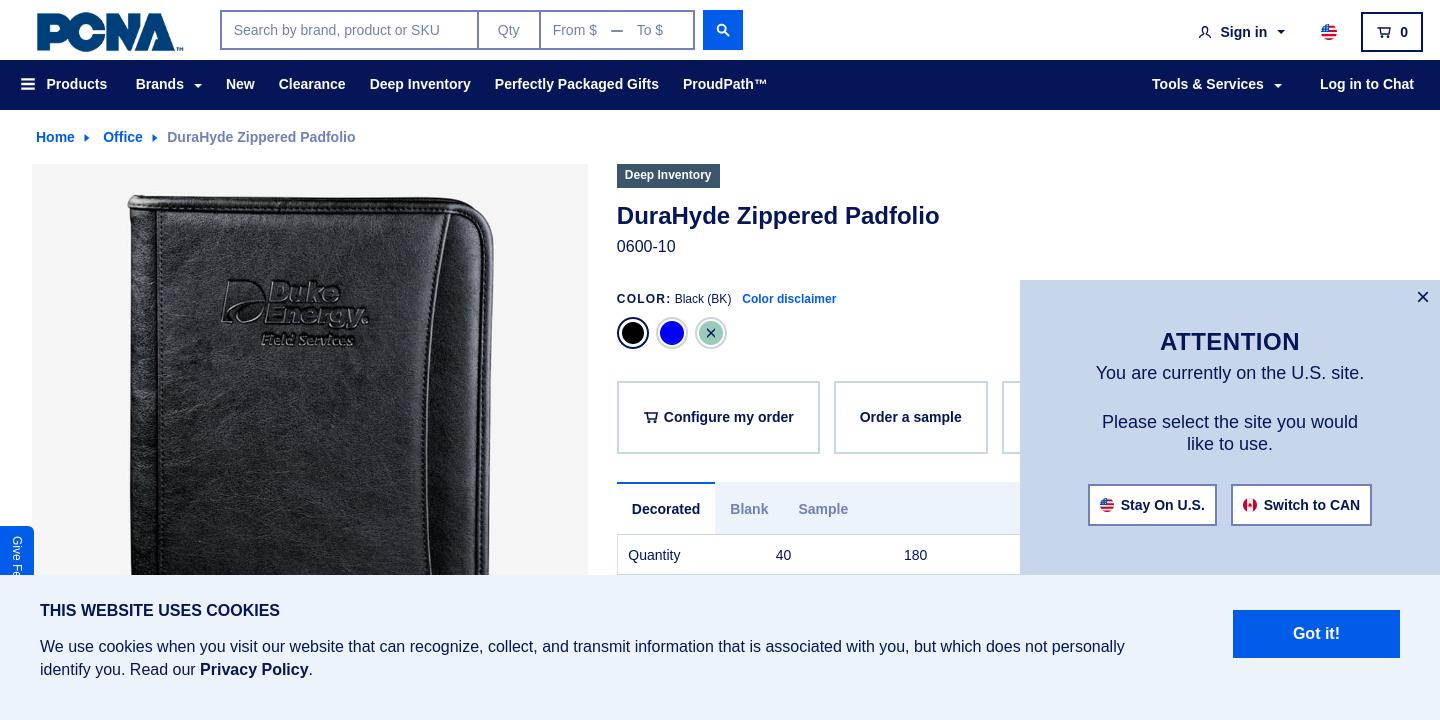 PCNA™
Search by brand, product or SKU
Qty
From $ — To $
Sign in
0
Products
Brands
New
Clearance
Deep Inventory
Perfectly Packaged Gifts
ProudPath™
Tools & Services
Log in to Chat
Home
Office
DuraHyde Zippered Padfolio
Duke
Energy®
Field Services
Deep Inventory
DuraHyde Zippered Padfolio
0600-10
COLOR: Black (BK) Color disclaimer
Configure my order
Order a sample
Decorated
Blank
Sample
Quantity 40 180
ATTENTION
You are currently on the U.S. site.
Please select the site you would
like to use.
Stay On U.S.
Switch to CAN
Give
THIS WEBSITE USES COOKIES
We use cookies when you visit our website that can recognize, collect, and transmit information that is associated with you, but which does not personally
identify you. Read our Privacy Policy.
Got it!